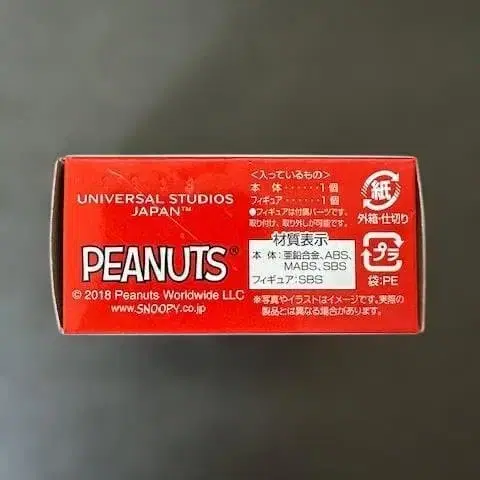 UNIVERSAL STUDIOS
JAPAN™
PEANUTS®
© 2018 Peanuts Worldwide LLC
www.SNOOPY.co.jp
<入っているもの>
本 体・・・・・・1個
フィギュア・・・・・・1個
●フィギュアは付属パーツです。
取り付け、取り外しが可能です。
材質表示
本 体:亜鉛合金、ABS、
MABS、SBS
フィギュア:SBS
※写真やイラストはイメージです。実際の
製品とは異なる場合があります。
紙
外箱・仕切り
プラ
袋:PE